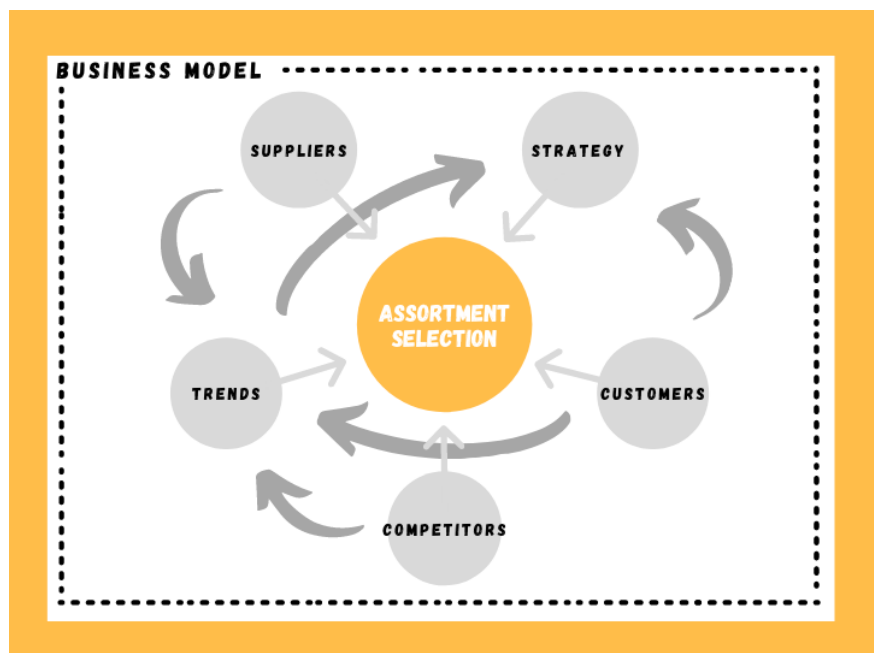 BUSINESS MODEL
SUPPLIERS
STRATEGY
ASSORTMENT
SELECTION
TRENDS
CUSTOMERS
COMPETITORS